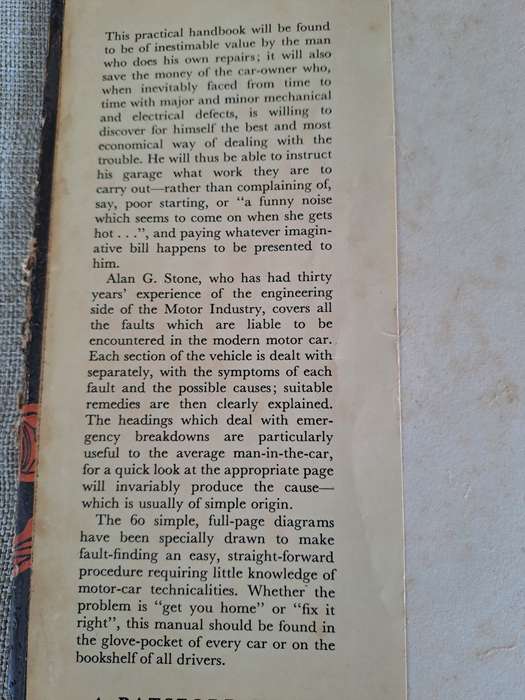 This practical handbook will be found
to be of inestimable value by the man
who does his own repairs; it will also
save the money of the car-owner who,
when inevitably faced from time to
time with major and minor mechanical
and electrical defects, is willing to
discover for himself the best and most
economical way of dealing with the
trouble. He will thus be able to instruct
his garage what work they are to
carry out—rather than complaining of,
say, poor starting, or “a funny noise
which seems to come on when she gets
hot . . .”, and paying whatever imagin-
ative bill happens to be presented to
him.
Alan G. Stone, who has had thirty
years’ experience of the engineering
side of the Motor Industry, covers all
the faults which are liable to be
encountered in the modern motor car.
Each section of the vehicle is dealt with
separately, with the symptoms of each
fault and the possible causes; suitable
remedies are then clearly explained.
The headings which deal with emer-
gency breakdowns are particularly
useful to the average man-in-the-car,
for a quick look at the appropriate page
will invariably produce the cause—
which is usually of simple origin.
The 60 simple, full-page diagrams
have been specially drawn to make
fault-finding an easy, straight-forward
procedure requiring little knowledge of
motor-car technicalities. Whether the
problem is “get you home” or “fix it
right”, this manual should be found in
the glove-pocket of every car or on the
bookshelf of all drivers.